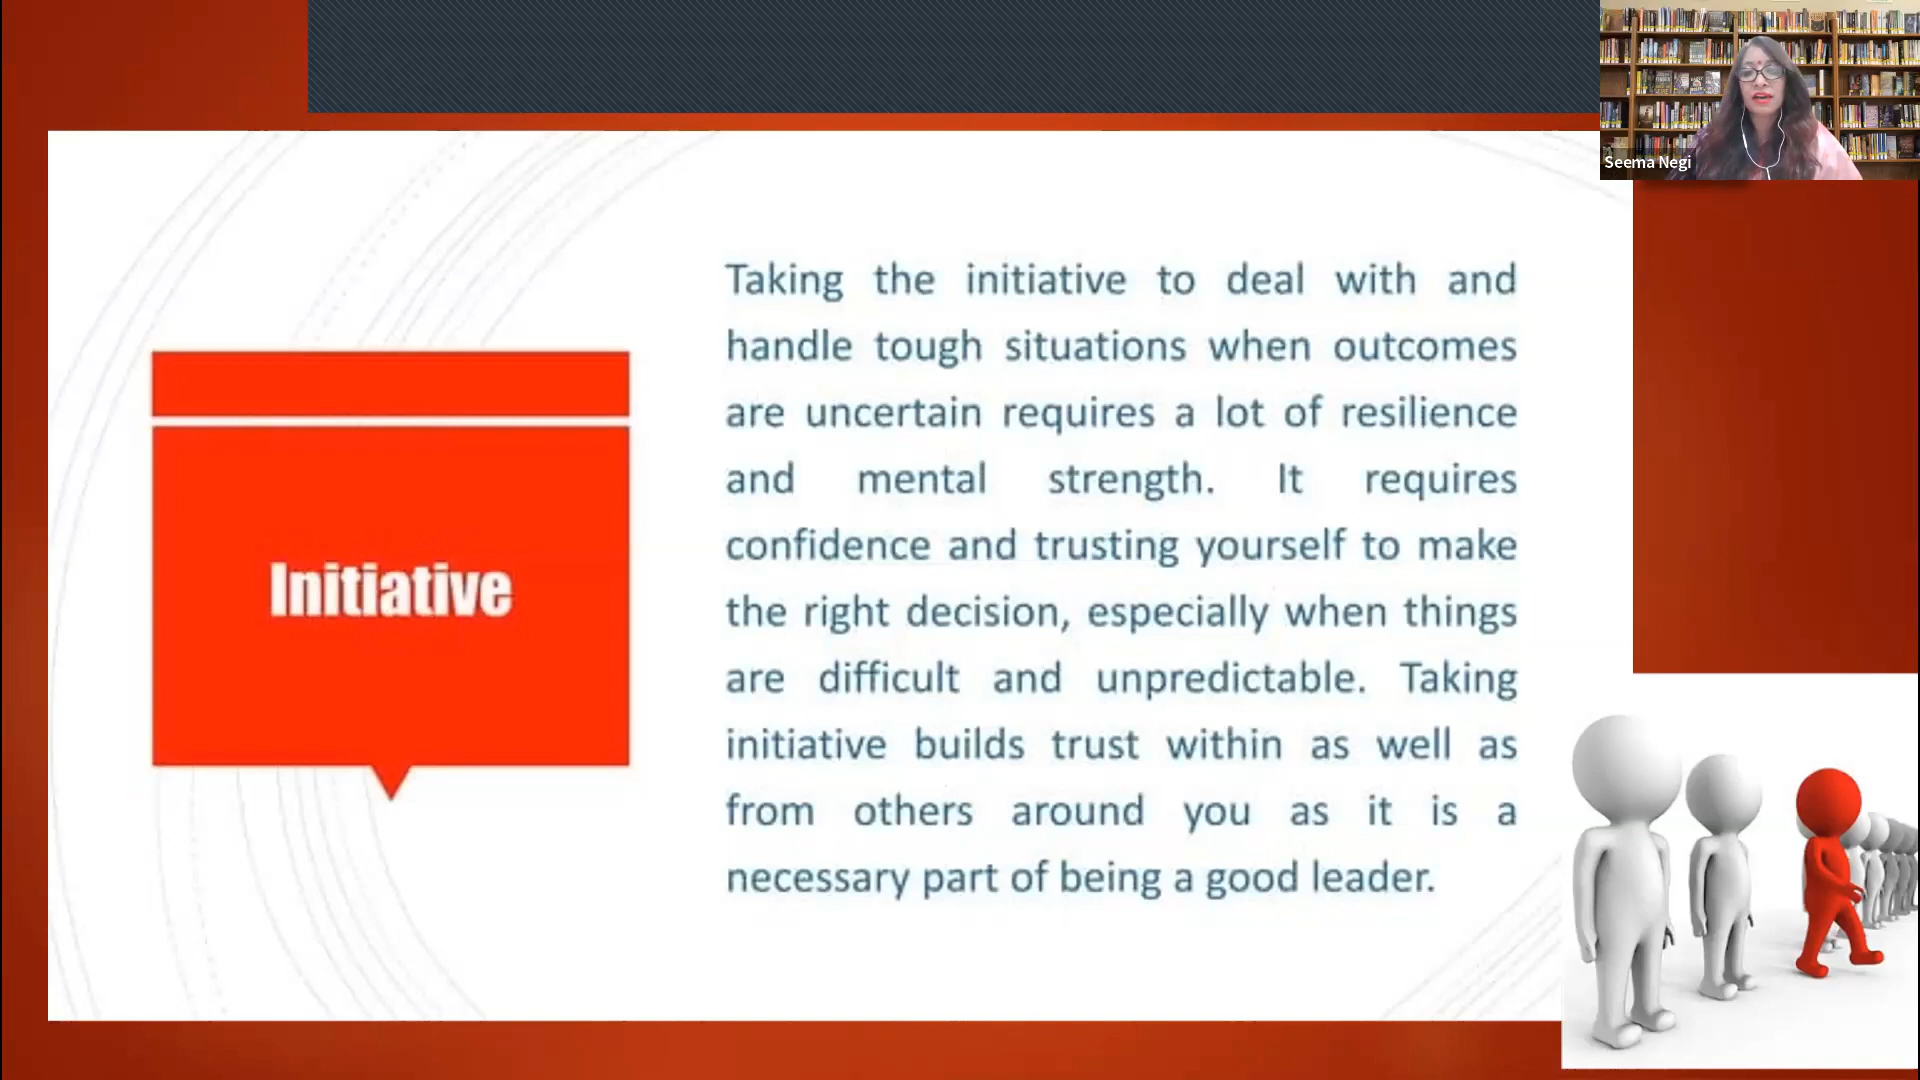 Seema Negi
Initiative
Taking the initiative to deal with and
handle tough situations when outcomes
are uncertain requires a lot of resilience
and mental strength. It requires
confidence and trusting yourself to make
the right decision, especially when things
are difficult and unpredictable. Taking
initiative builds trust within as well as
from others around you as it is a
necessary part of being a good leader.